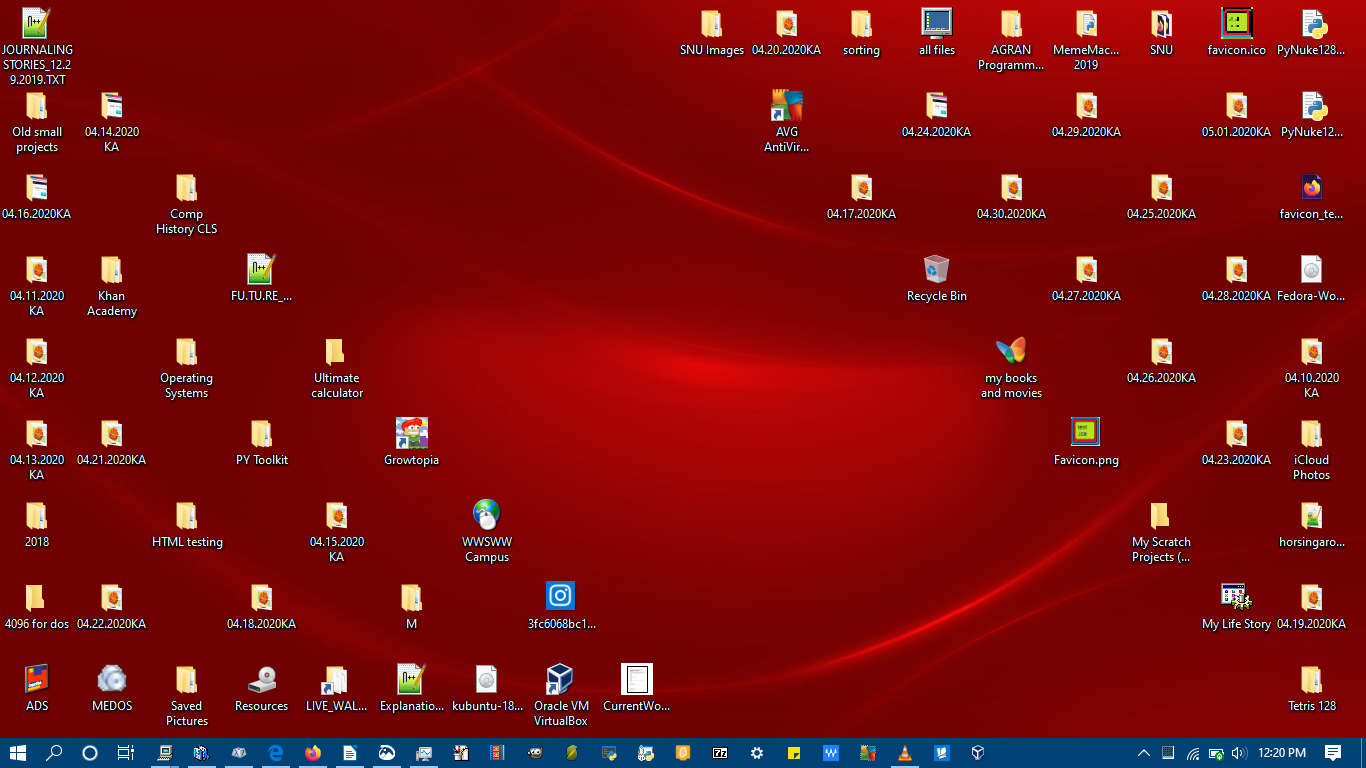 JOURNALING
STORIES_12.2
9.2019.TXT
SNU Images
04.20.2020KA
sorting
all files
AGRAN
Programm...
MemeMac...
2019
SNU
favicon.ico
PyNuke128...
Old small
projects
04.14.2020
KA
AVG
AntiVir...
04.24.2020KA
04.29.2020KA
05.01.2020KA
PyNuke12...
04.16.2020KA
Comp
History CLS
04.17.2020KA
04.30.2020KA
04.25.2020KA
favicon_te...
04.11.2020
KA
Khan
Academy
FU.TU.RE_...
Recycle Bin
04.27.2020KA
04.28.2020KA
Fedora-Wo...
04.12.2020
KA
Operating
Systems
Ultimate
calculator
my books
and movies
04.26.2020KA
04.10.2020
KA
04.13.2020
KA
04.21.2020KA
PY Toolkit
Growtopia
Favicon.png
04.23.2020KA
iCloud
Photos
2018
HTML testing
04.15.2020
KA
WWSWW
Campus
My Scratch
Projects (...
horsingaro...
4096 for dos
04.22.2020KA
04.18.2020KA
M
3fc6068bc1...
My Life Story
04.19.2020KA
ADS
MEDOS
Saved
Pictures
Resources
LIVE_WAL...
Explanatio...
kubuntu-18...
Oracle VM
VirtualBox
CurrentWo...
Tetris 128
12:20 PM